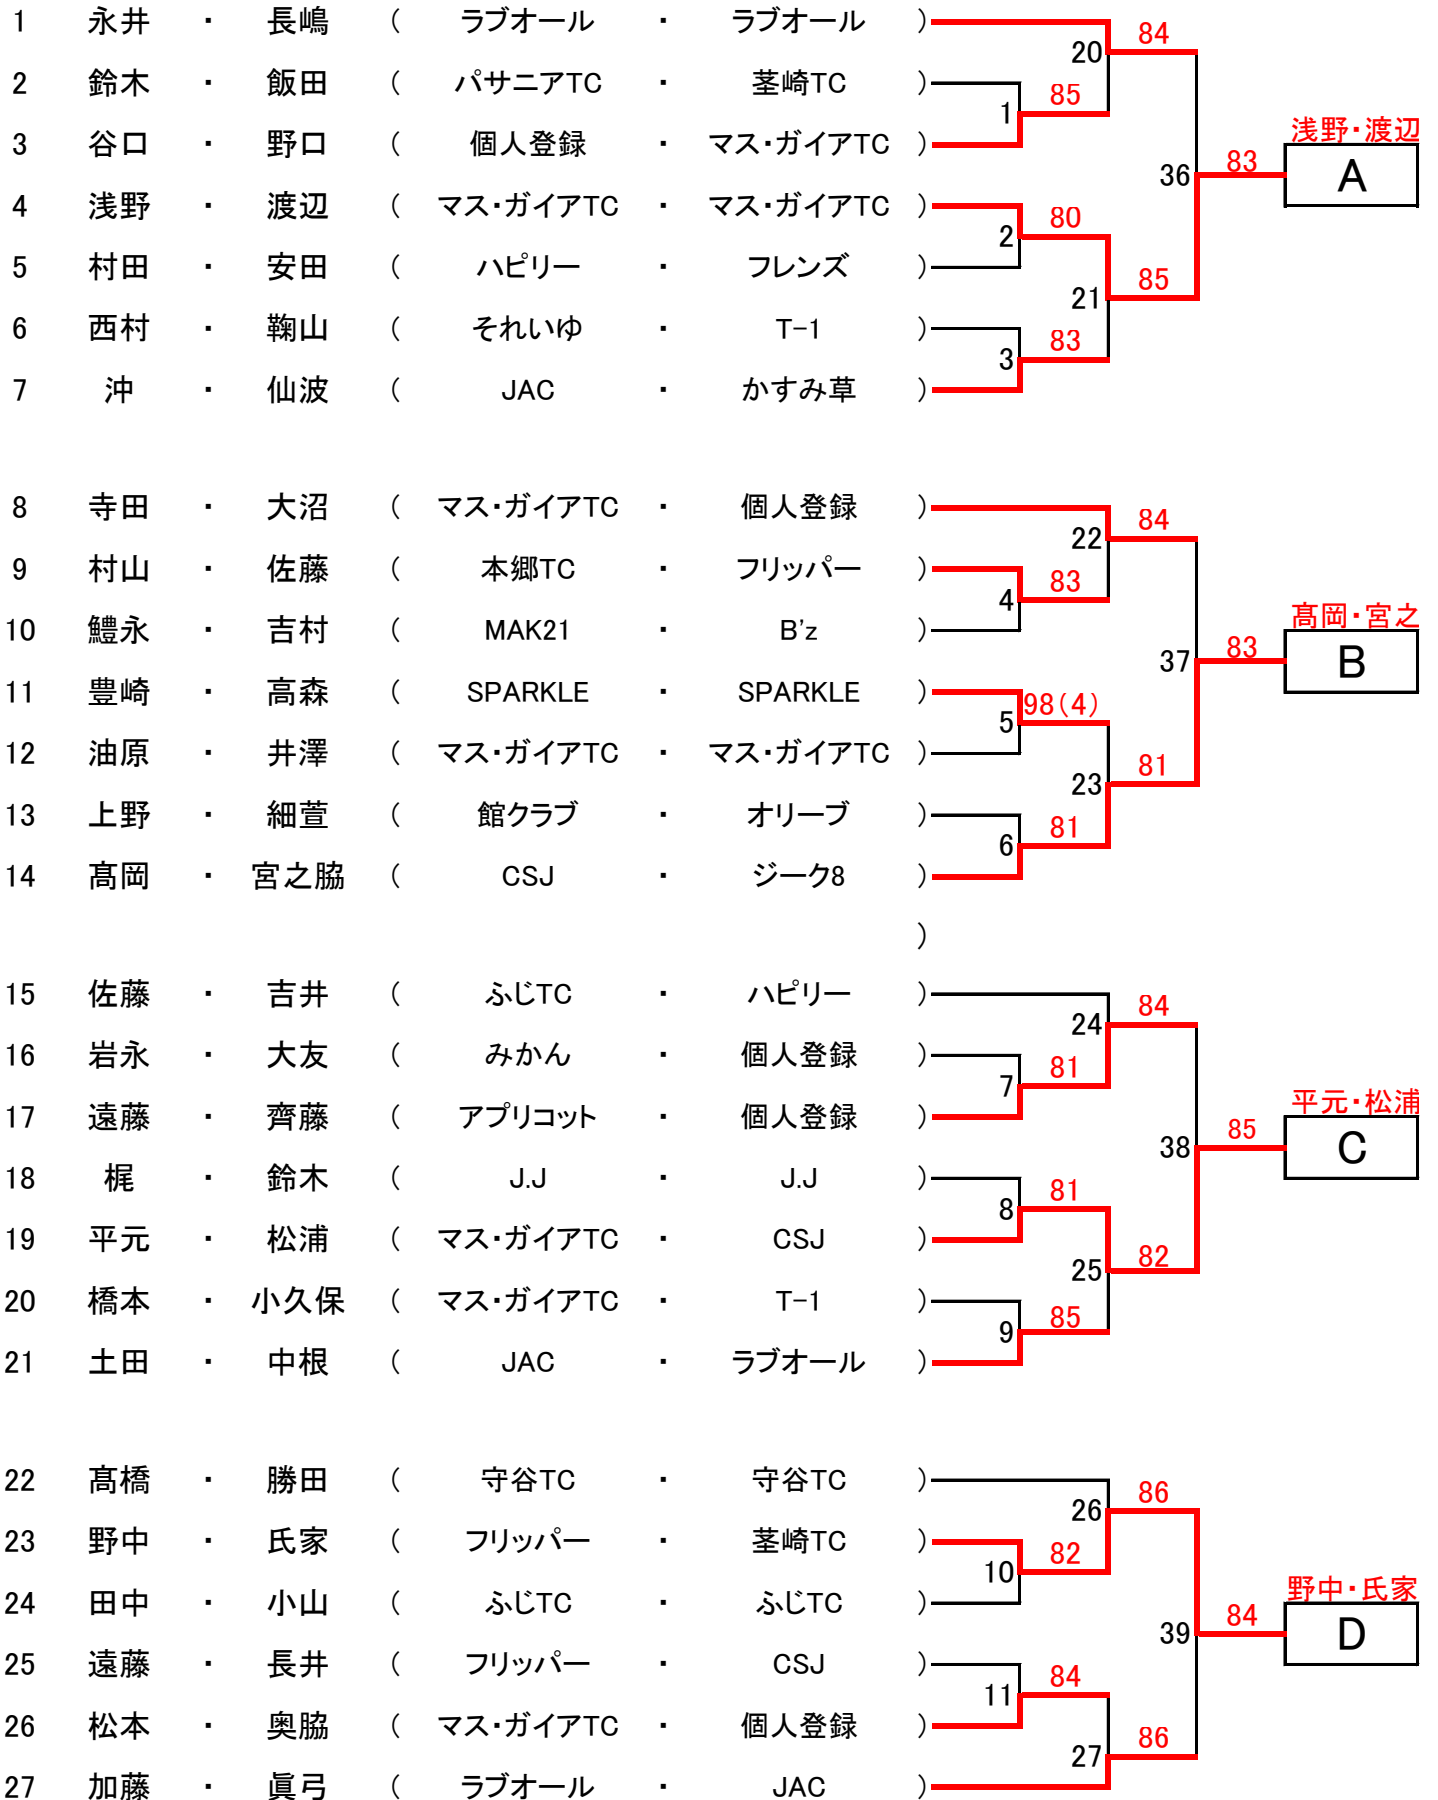 1 永井 ・ 長嶋 ( ラブオール ・ ラブオール )
84
20
2 鈴木 ・ 飯田 ( パサニアTC ・ 茎崎TC )
85
1
浅野・渡辺
3 谷口 ・ 野口 ( 個人登録 ・ マス・ガイアTC )
83
36
A
4 浅野 ・ 渡辺 ( マス・ガイアTC ・ マス・ガイアTC )
80
2
5 村田 ・ 安田 ( ハピリー ・ フレンズ )
85
21
6 西村 ・ 鞠山 ( それいゆ ・ T-1 )
83
3
7 沖 ・ 仙波 ( JAC ・ かすみ草 )
8 寺田 ・ 大沼 ( マス・ガイアTC ・ 個人登録 )
84
22
9 村山 ・ 佐藤 ( 本郷TC ・ フリッパー )
83
4
髙岡・宮之
10 鱧永 ・ 吉村 ( MAK21 ・ B'z )
83
37
B
11 豊崎 ・ 高森 ( SPARKLE ・ SPARKLE )
98(4)
5
12 油原 ・ 井澤 ( マス・ガイアTC ・ マス・ガイアTC )
81
23
13 上野 ・ 細萱 ( 館クラブ ・ オリーブ )
81
6
14 髙岡 ・ 宮之脇 ( CSJ ・ ジーク8 )
)
15 佐藤 ・ 吉井 ( ふじTC ・ ハピリー )
84
24
16 岩永 ・ 大友 ( みかん ・ 個人登録 )
81
7
平元・松浦
17 遠藤 ・ 齊藤 ( アプリコット ・ 個人登録 )
85
38
C
18 梶 ・ 鈴木 ( J.J ・ J.J )
81
8
19 平元 ・ 松浦 ( マス・ガイアTC ・ CSJ )
82
25
20 橋本 ・ 小久保 ( マス・ガイアTC ・ T-1 )
85
9
21 土田 ・ 中根 ( JAC ・ ラブオール )
22 髙橋 ・ 勝田 ( 守谷TC ・ 守谷TC )
86
26
23 野中 ・ 氏家 ( フリッパー ・ 茎崎TC )
82
10
野中・氏家
24 田中 ・ 小山 ( ふじTC ・ ふじTC )
84
39
D
25 遠藤 ・ 長井 ( フリッパー ・ CSJ )
84
11
26 松本 ・ 奥脇 ( マス・ガイアTC ・ 個人登録 )
86
27
27 加藤 ・ 眞弓 ( ラブオール ・ JAC )